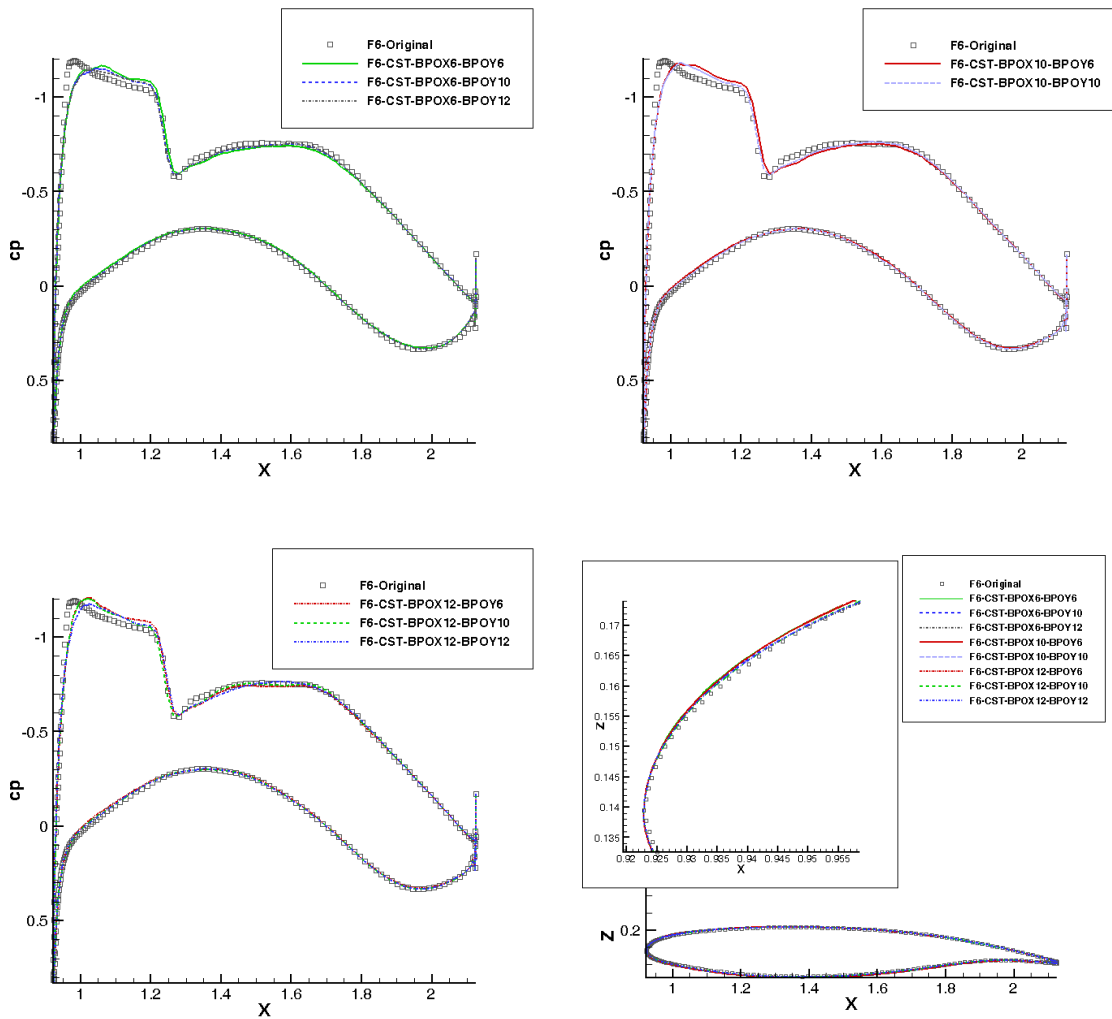 F6-Original
F6-CST-BPOX6-BPOY6
F6-CST-BPOX6-BPOY10
F6-CST-BPOX6-BPOY12
-1
-0.5
0
0.5
cp
1
1.2
1.4
1.6
1.8
2
X
F6-Original
F6-CST-BPOX10-BPOY6
F6-CST-BPOX10-BPOY10
-1
-0.5
0
0.5
cp
1
1.2
1.4
1.6
1.8
2
X
F6-Original
F6-CST-BPOX12-BPOY6
F6-CST-BPOX12-BPOY10
F6-CST-BPOX12-BPOY12
-1
-0.5
0
0.5
cp
1
1.2
1.4
1.6
1.8
2
X
F6-Original
F6-CST-BPOX6-BPOY6
F6-CST-BPOX6-BPOY10
F6-CST-BPOX6-BPOY12
F6-CST-BPOX10-BPOY6
F6-CST-BPOX10-BPOY10
F6-CST-BPOX12-BPOY6
F6-CST-BPOX12-BPOY10
F6-CST-BPOX12-BPOY12
0.17
0.165
0.16
0.155
0.15
0.145
0.14
0.135
Z
0.92
0.925
0.93
0.935
0.94
0.945
0.95
0.955
X
0.2
Z
1
1.2
1.4
1.6
1.8
2
X